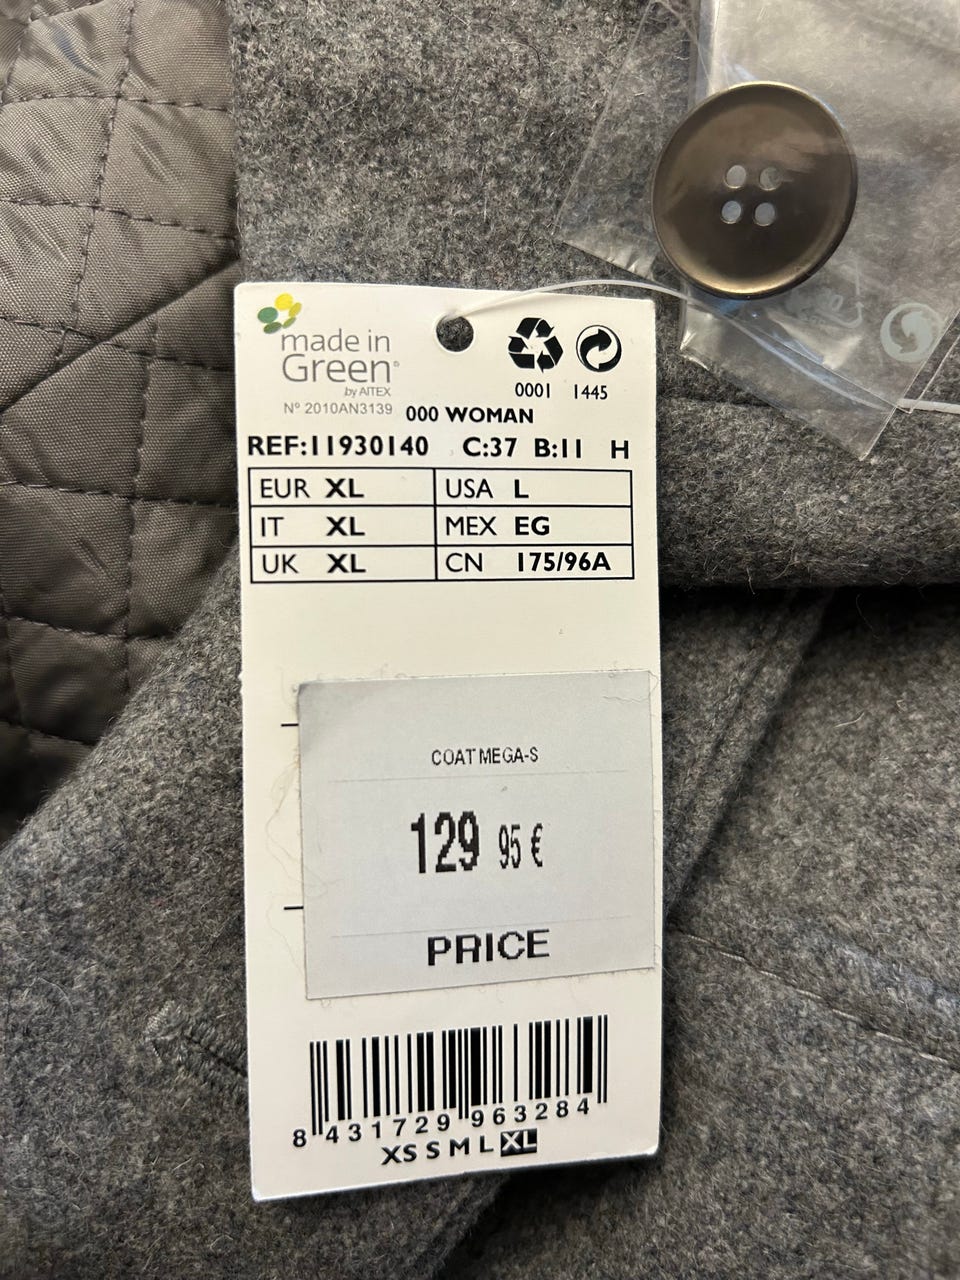 made in
Green®
by AITEX
Nº 2010AN3139
0001 1445
000 WOMAN
REF:11930140 C:37 B:11 H
EUR XL USA L
IT XL MEX EG
UK XL CN 175/96A
COAT MEGA-S
129 95 €
PRICE
8 431729 963284
XS S M L XL